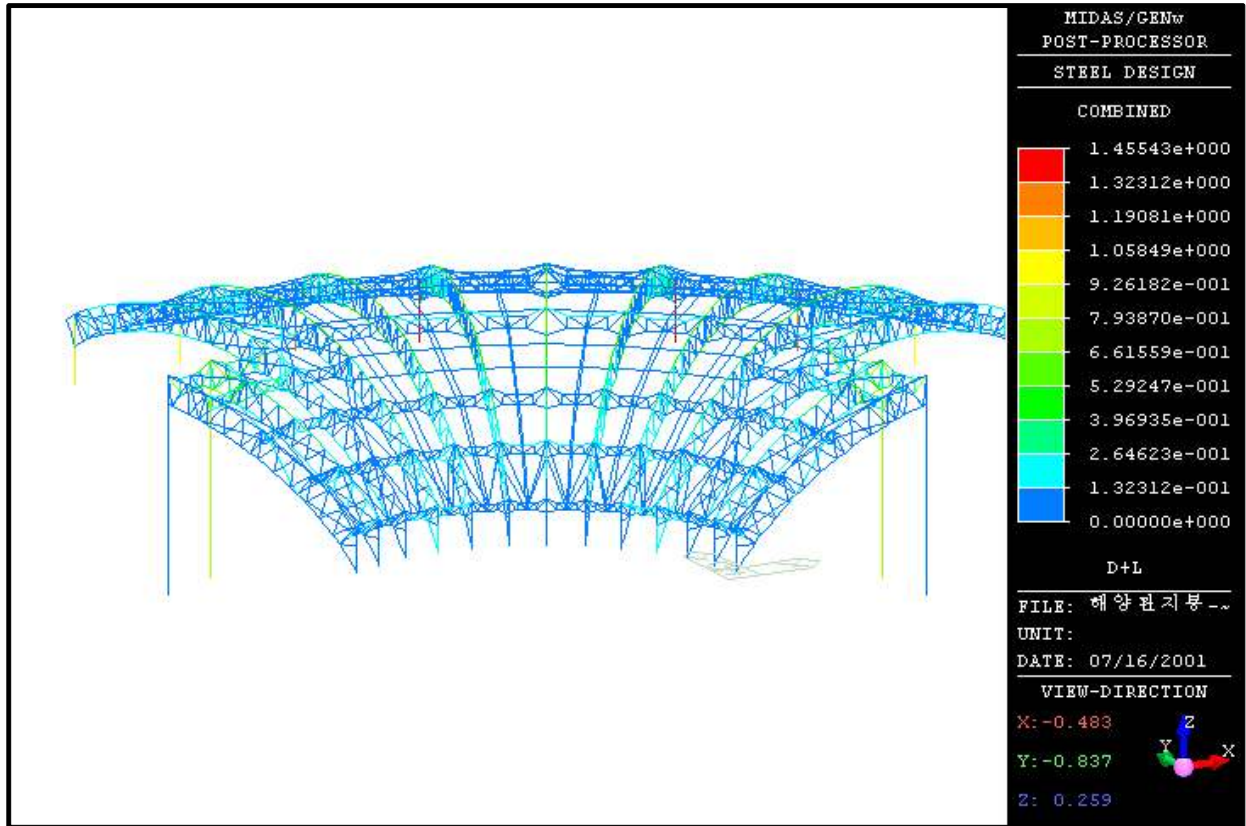 MIDAS/GENw
POST-PROCESSOR
STEEL DESIGN
COMBINED
1.45543e+000
1.32312e+000
1.19081e+000
1.05849e+000
9.26182e-001
7.93870e-001
6.61559e-001
5.29247e-001
3.96935e-001
2.64623e-001
1.32312e-001
0.00000e+000
D+L
FILE: 해양관지붕-~
UNIT:
DATE: 07/16/2001
VIEW-DIRECTION
X:-0.483
Y:-0.837
Z: 0.259
Z
Y
X